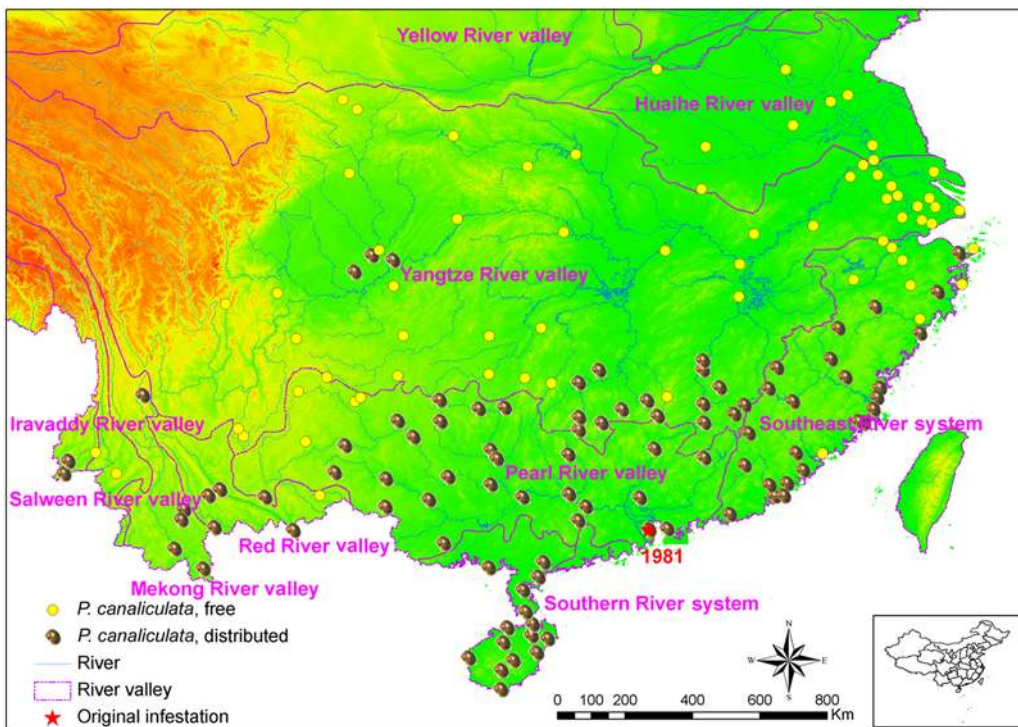 Yellow River valley
Huaihe River valley
Yangtze River valley
Iravaddy River valley
Southeast River system
Pearl River valley
Salween River valley
Red River valley
1981
Mekong River valley
Southern River system
P. canaliculata, free
P. canaliculata, distributed
River
River valley
Original infestation
N
W E
S
0 100 200 400 600 800
Km